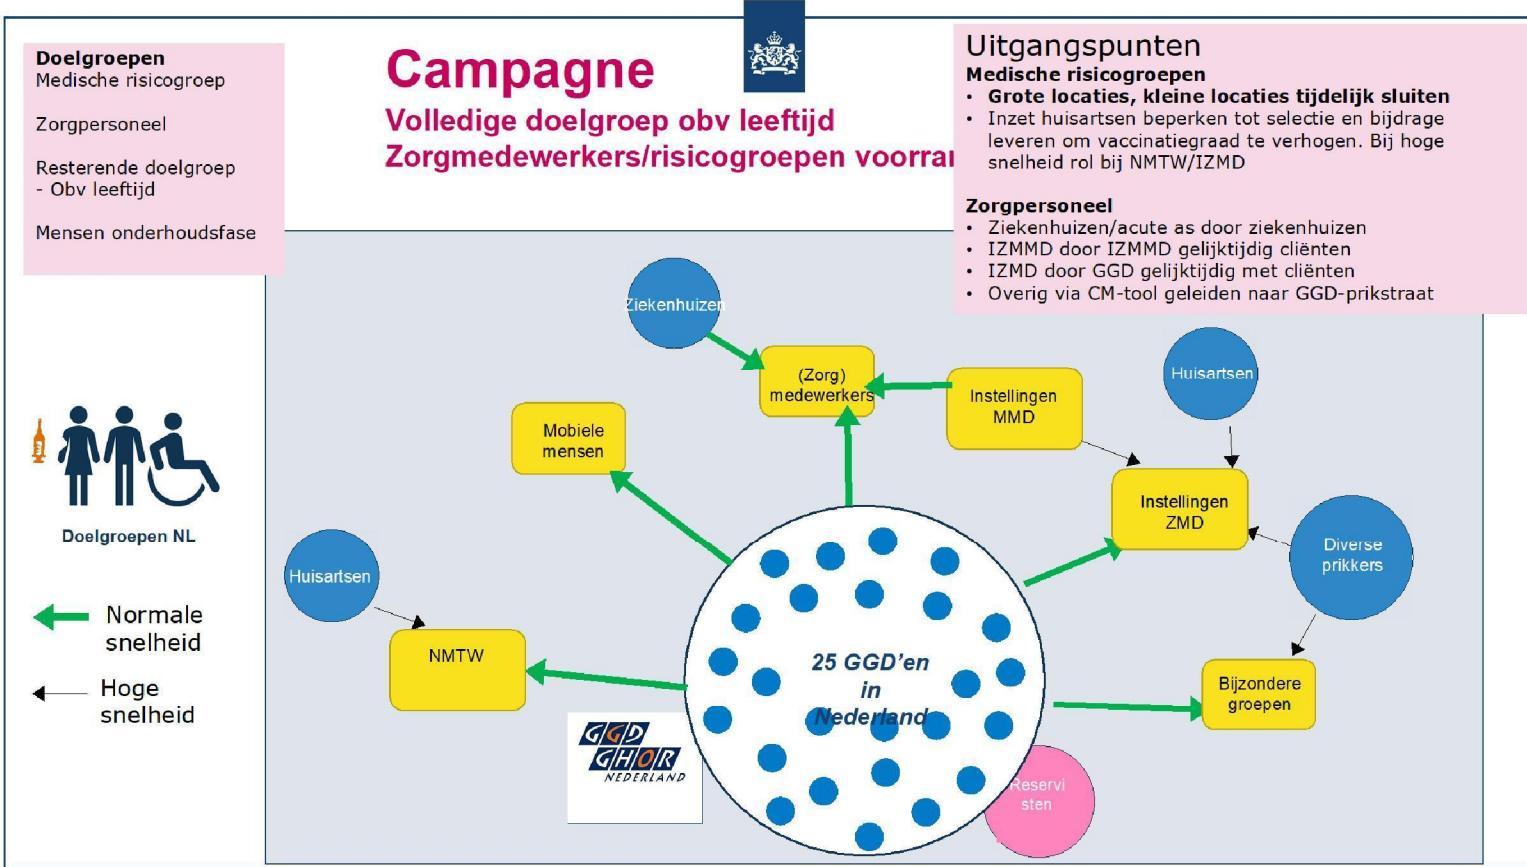 Doelgroepen
Medische risicogroep
Zorgpersoneel
Resterende doelgroep
- Obv leeftijd
Mensen onderhoudsfase
Campagne
Volledige doelgroep obv leeftijd
Zorgmedewerkers/risicogroepen
Uitgangspunten
Medische risicogroepen
• Grote locaties, kleine locaties tijdelijk sluiten
• Inzet huisartsen beperken tot selectie en bijdrage
leveren om vaccinatiegraad te verhogen. Bij hoge
snelheid rol bij NMTW/IZMD
Zorgpersoneel
• Ziekenhuizen/acute as door ziekenhuizen
• IZMMD door IZMMD gelijktijdig cliënten
• IZMD door GGD gelijktijdig met cliënten
• Overig via CM-tool geleiden naar GGD-prikstraat
Ziekenhuizen
(Zorg)
medewerkers
Instellingen
MMD
Huisartsen
Mobiele
mensen
Instellingen
ZMD
Diverse
prikkers
Doelgroepen NL
Huisartsen
Normale
snelheid
NMTW
Hoge
snelheid
25 GGD'en
in
Nederland
Bijzondere
groepen
GGD
GHOR
NEDERLAND
Reservi
sten